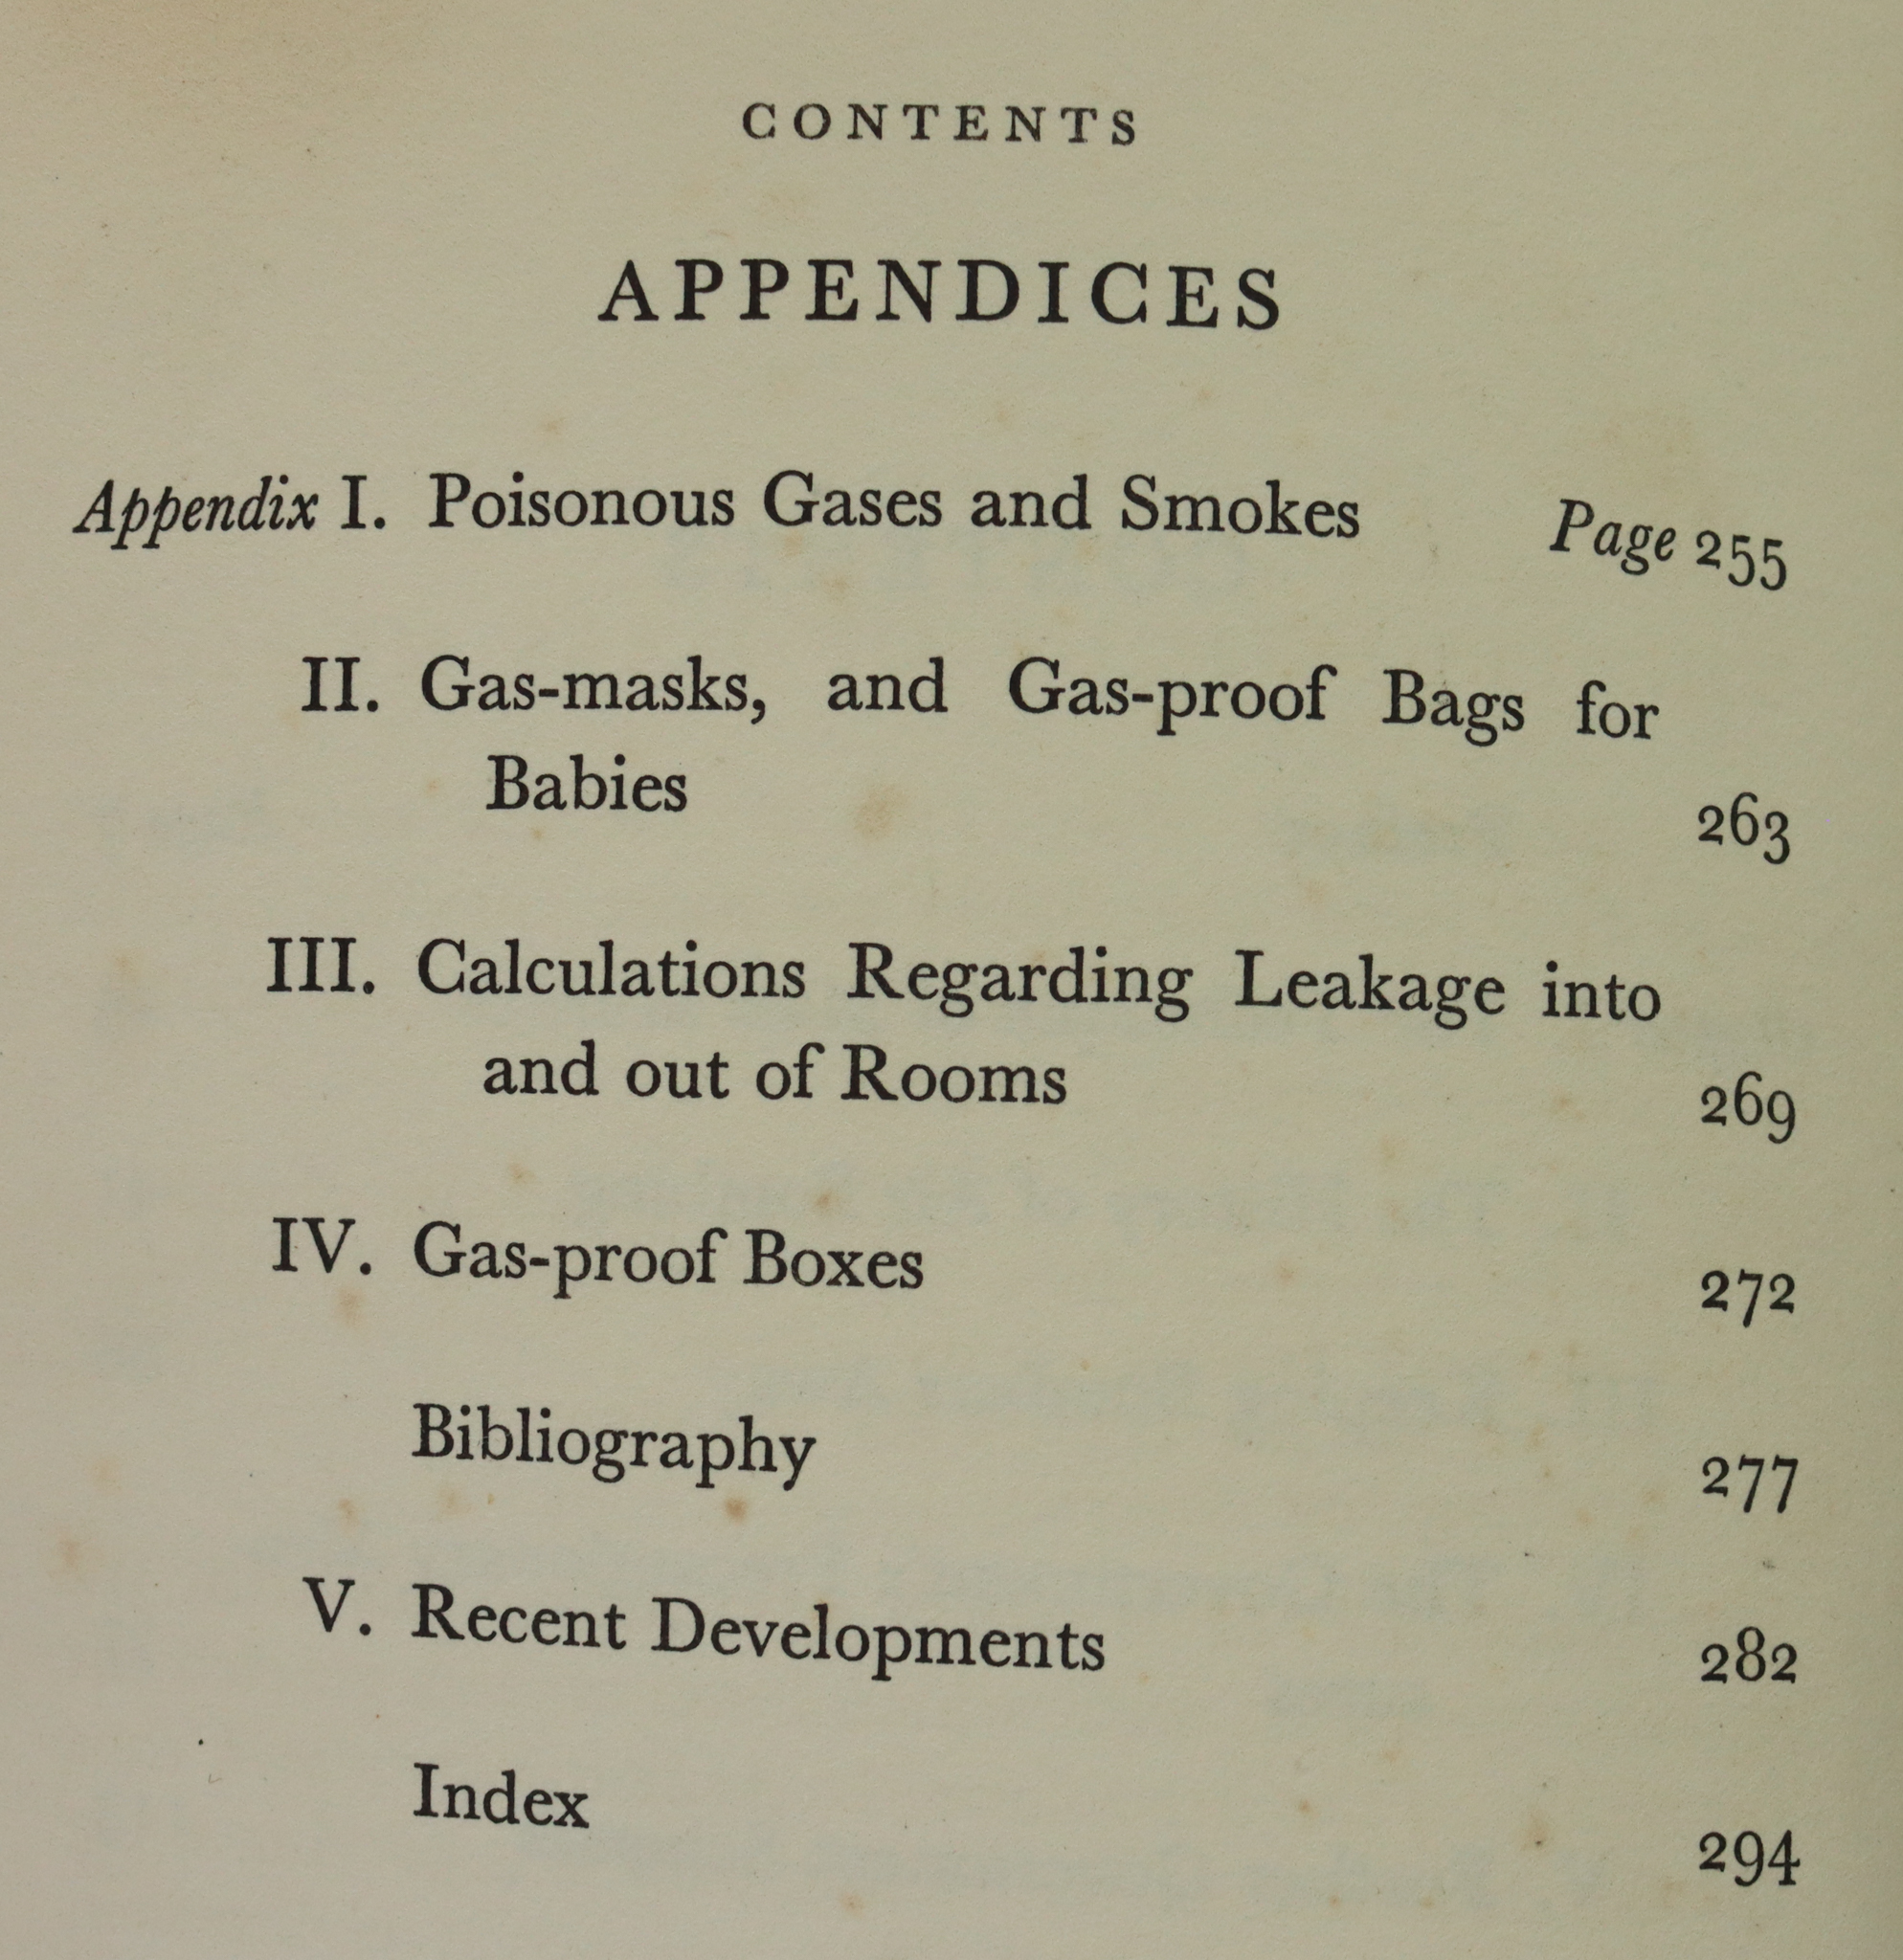 CONTENTS
APPENDICES
Appendix I. Poisonous Gases and Smokes Page 255
II. Gas-masks, and Gas-proof Bags for
Babies 263
III. Calculations Regarding Leakage into
and out of Rooms 269
IV. Gas-proof Boxes 272
Bibliography 277
V. Recent Developments 282
Index 294